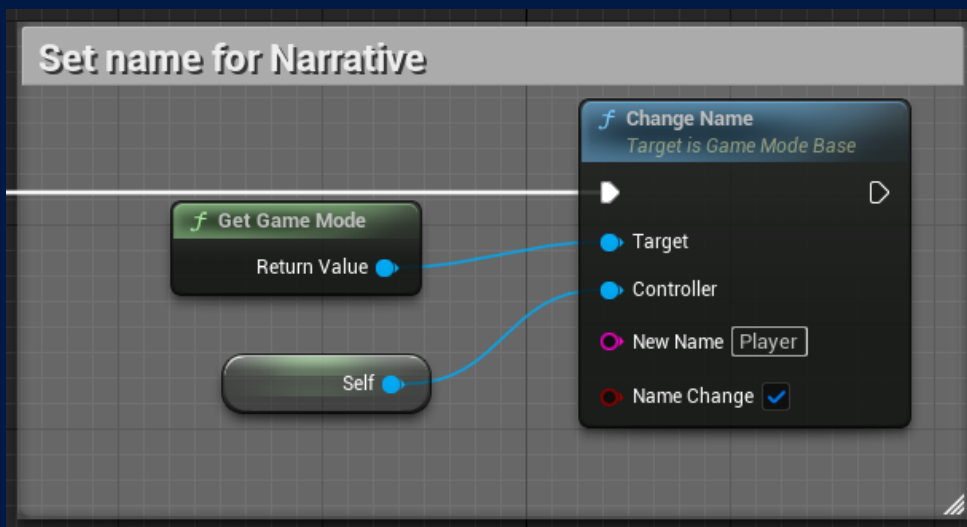 Set name for Narrative
f Change Name
Target is Game Mode Base
f Get Game Mode
Return Value
Target
Controller
New Name Player
Self
Name Change